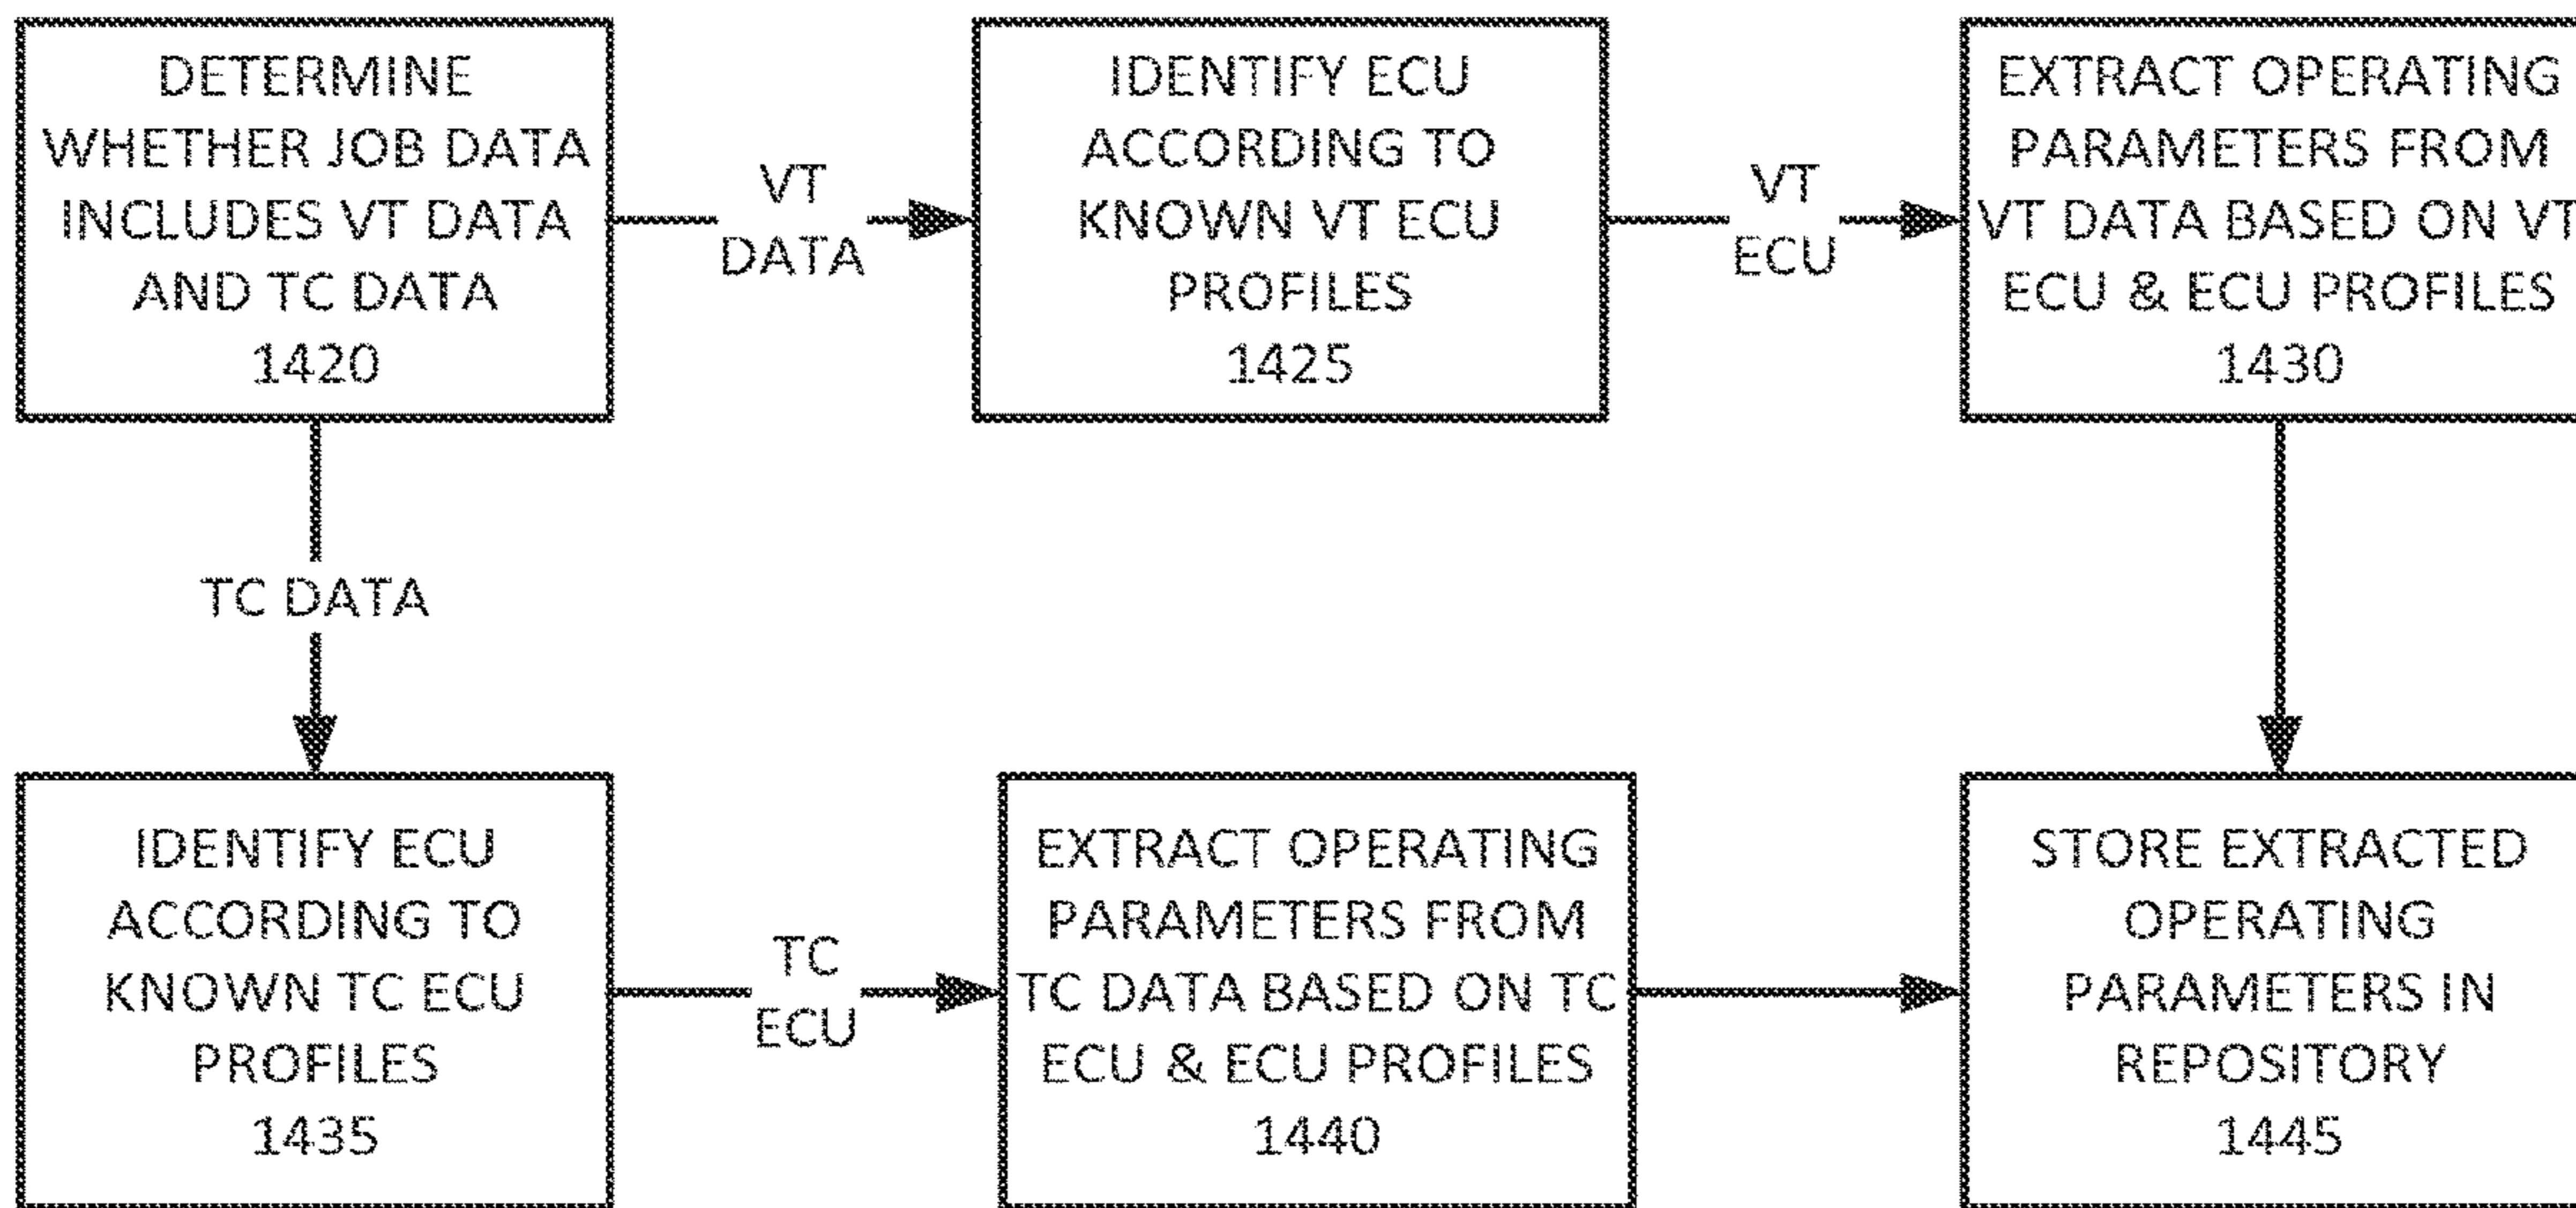 DETERMINE
WHETHER JOB DATA
INCLUDES VT DATA
AND TC DATA
1420
VT
DATA
IDENTIFY ECU
ACCORDING TO
KNOWN VT ECU
PROFILES
1425
VT
ECU
EXTRACT OPERATING
PARAMETERS FROM
VT DATA BASED ON VT
ECU & ECU PROFILES
1430
TC DATA
IDENTIFY ECU
ACCORDING TO
KNOWN TC ECU
PROFILES
1435
TC
ECU
EXTRACT OPERATING
PARAMETERS FROM
TC DATA BASED ON TC
ECU & ECU PROFILES
1440
STORE EXTRACTED
OPERATING
PARAMETERS IN
REPOSITORY
1445